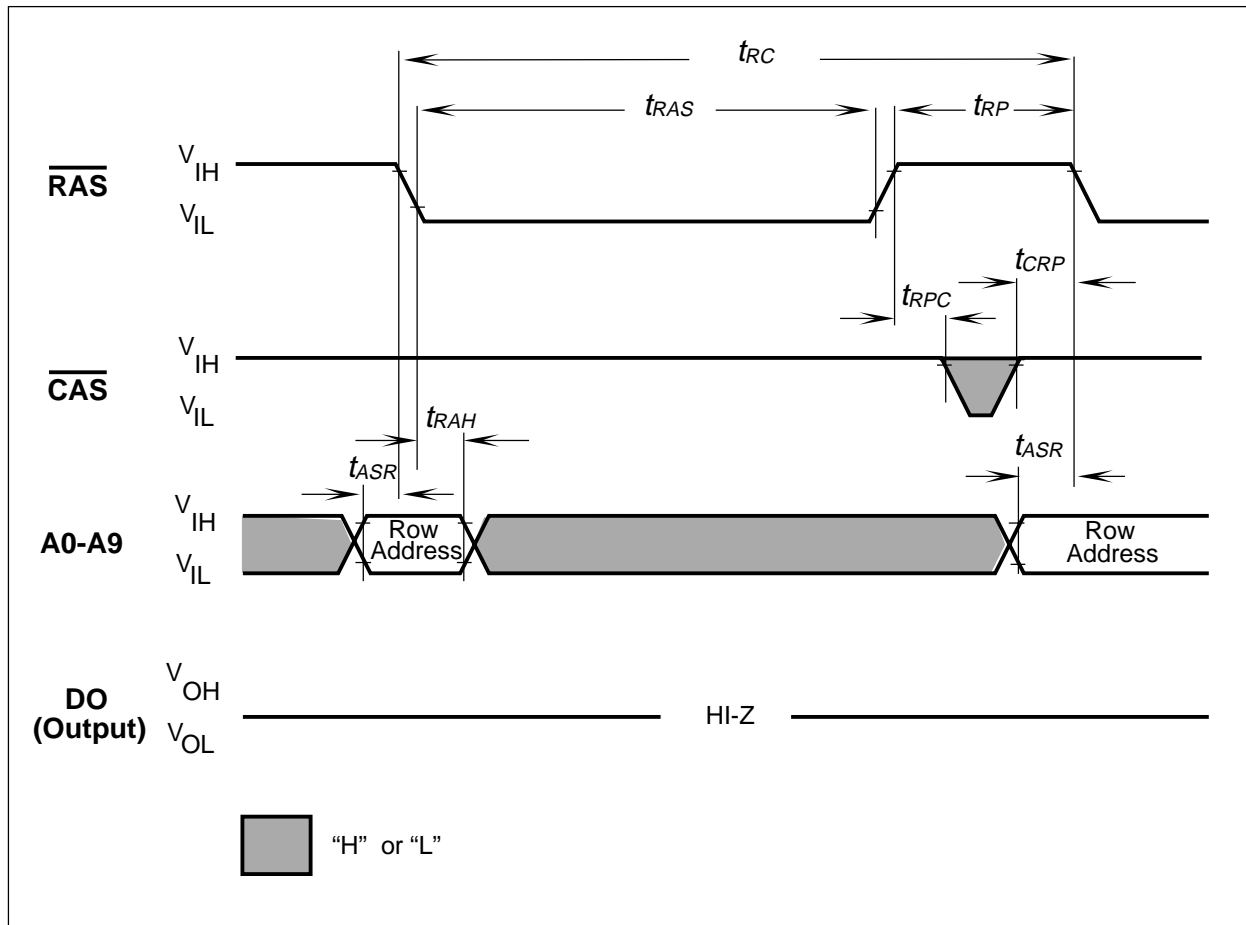 tRC
tRAS
tRP
RAS
VIH
VIL
tCRP
tRPC
CAS
VIH
VIL
tRAH
tASR
tASR
A0-A9
VIH
VIL
Row
Address
Row
Address
DO
(Output)
VOH
VOL
HI-Z
“H” or “L”